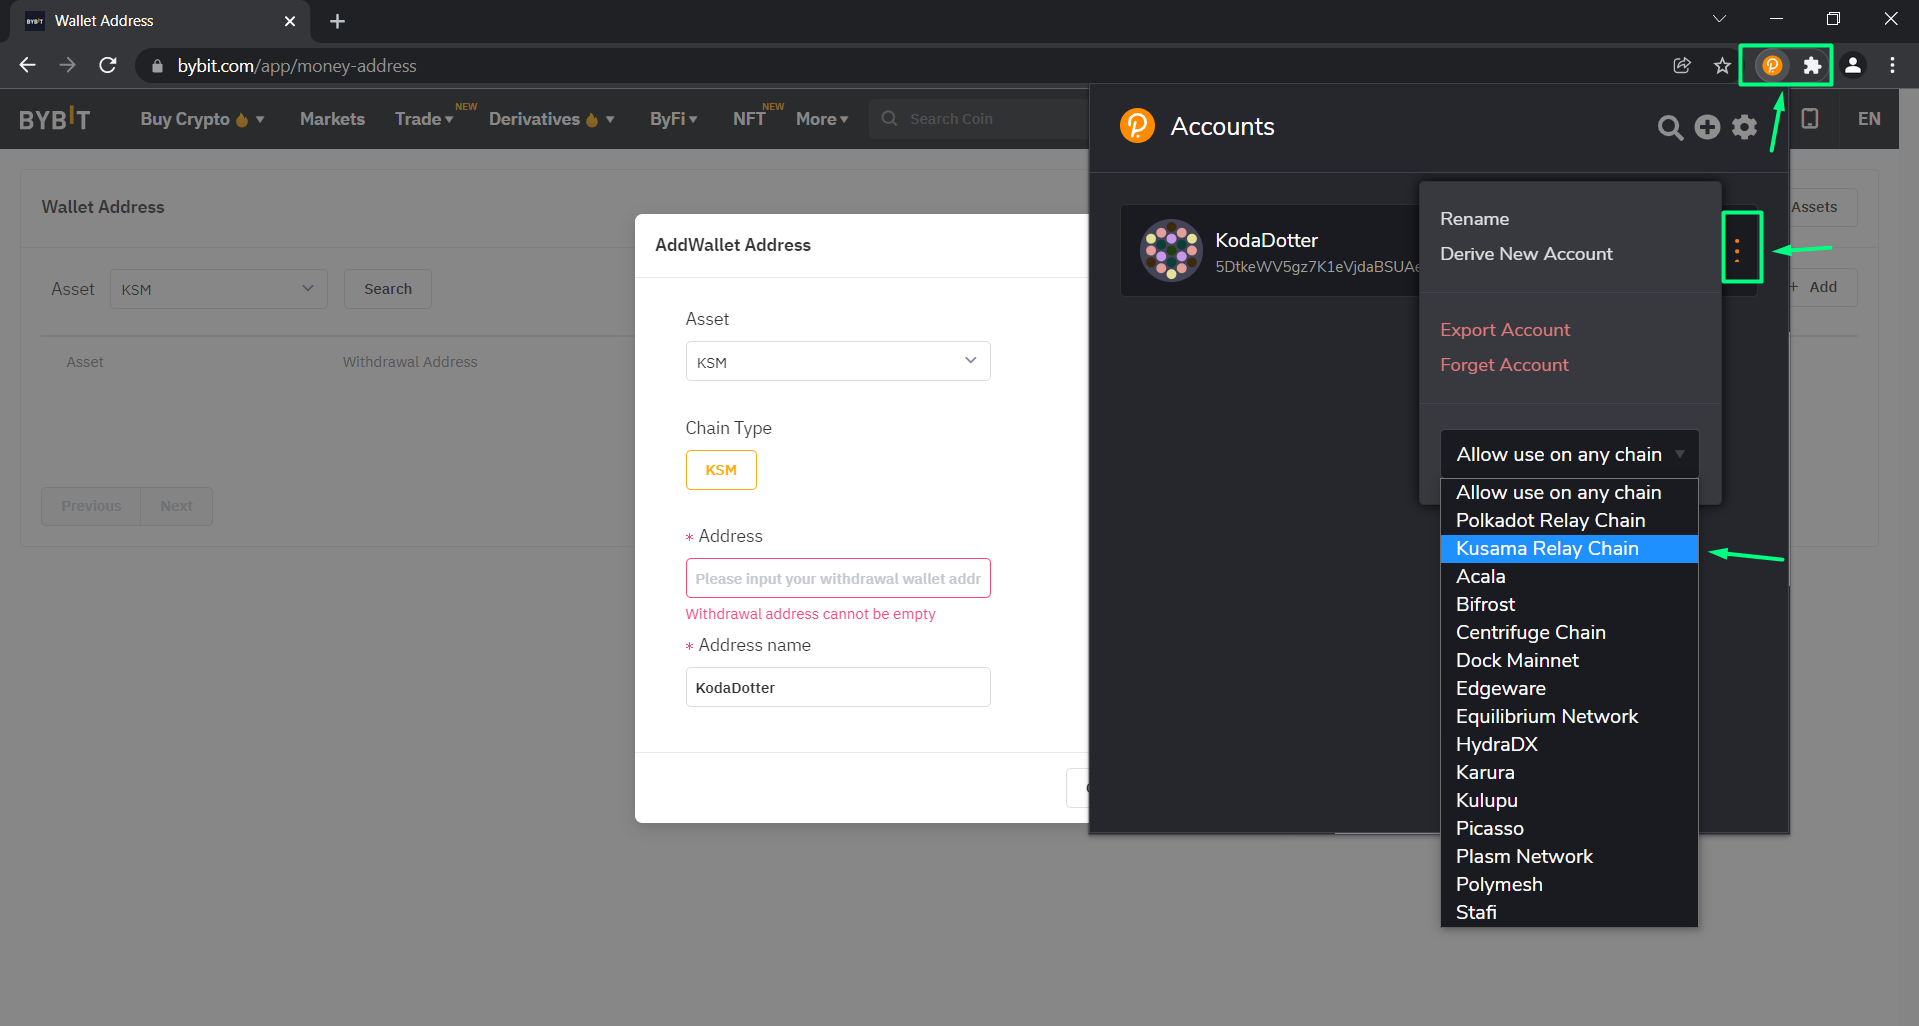 BYBIT Wallet Address
bybit.com/app/money-address
BYBIT
Buy Crypto
Markets
Trade
NEW
Derivatives
ByFi
NFT
NEW
More
Search Coin
EN
Wallet Address
Assets
Asset
KSM
Search
+ Add
Asset
Withdrawal Address
Previous
Next
AddWallet Address
Asset
KSM
Chain Type
KSM
* Address
Please input your withdrawal wallet addr
Withdrawal address cannot be empty
* Address name
KodaDotter
Accounts
KodaDotter
5DtkeWV5gz7K1eVjdaBSUAe
Rename
Derive New Account
Export Account
Forget Account
Allow use on any chain
Allow use on any chain
Polkadot Relay Chain
Kusama Relay Chain
Acala
Bifrost
Centrifuge Chain
Dock Mainnet
Edgeware
Equilibrium Network
HydraDX
Karura
Kulupu
Picasso
Plasm Network
Polymesh
Stafi